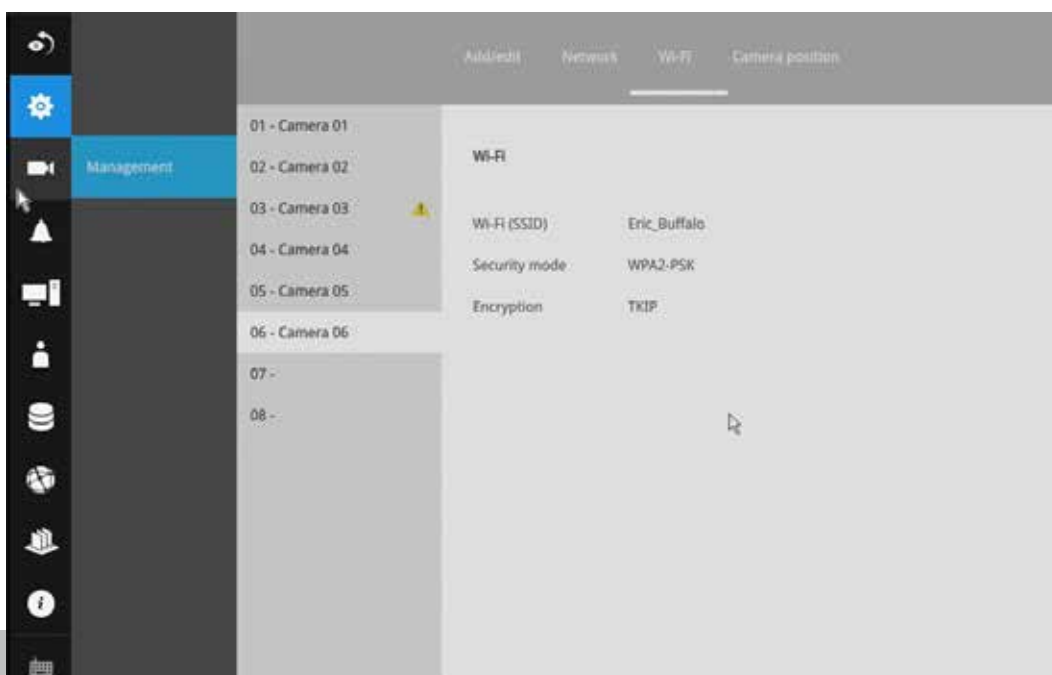 Add/edit Network Wi-Fi Camera position
Management
01 - Camera 01
02 - Camera 02
03 - Camera 03
04 - Camera 04
05 - Camera 05
06 - Camera 06
07 -
08 -
Wi-Fi
Wi-Fi (SSID) Eric_Buffalo
Security mode WPA2-PSK
Encryption TKIP